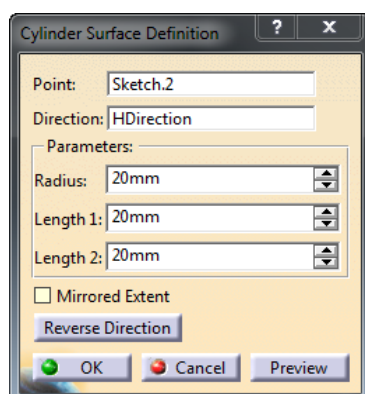 Cylinder Surface Definition ? x
Point: Sketch.2
Direction: HDirection
Parameters:
Radius: 20mm
Length 1: 20mm
Length 2: 20mm
Mirrored Extent
Reverse Direction
OK Cancel Preview